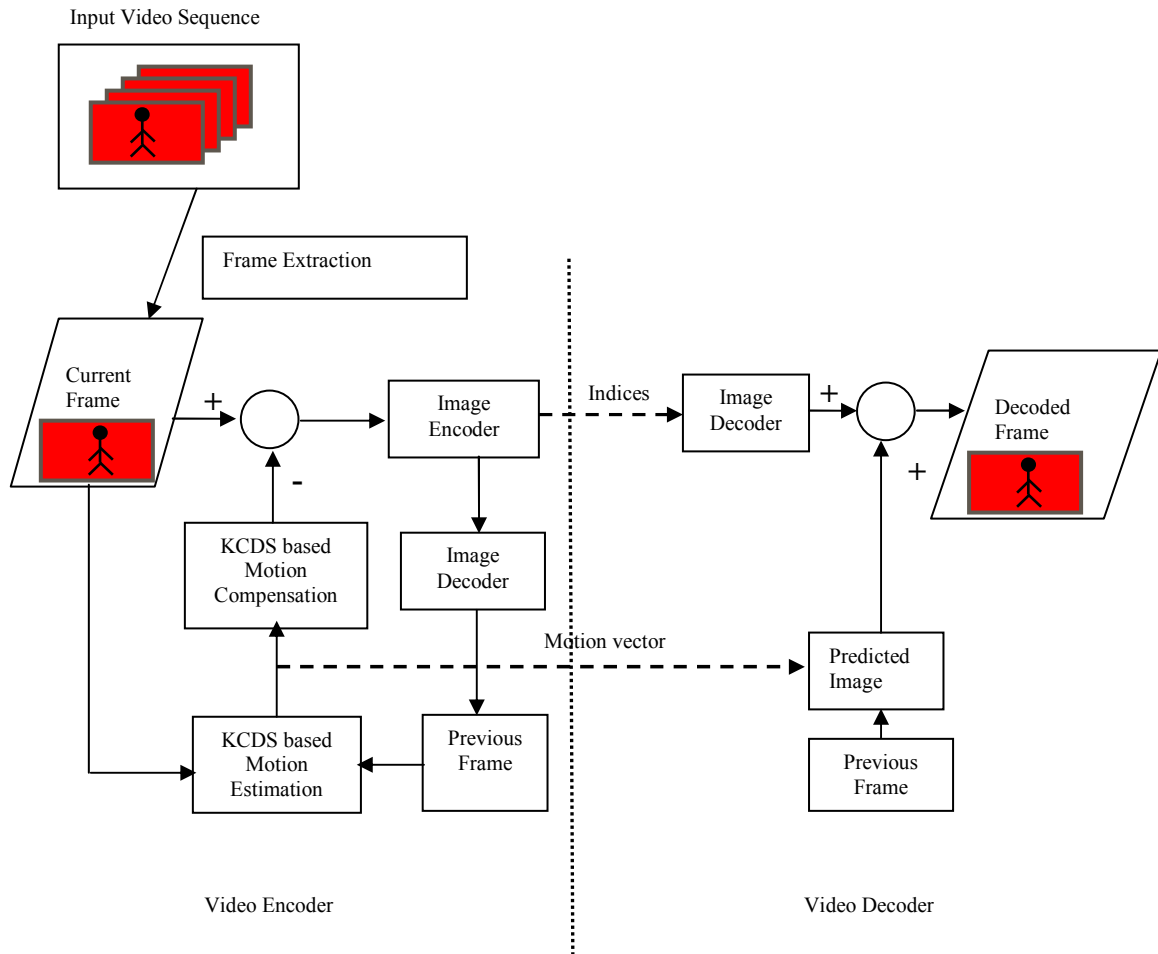 Input Video Sequence
Frame Extraction
Current
Frame
+
-
Image
Encoder
Indices
Image
Decoder
+
+
Decoded
Frame
KCDS based
Motion
Compensation
Image
Decoder
Motion vector
Predicted
Image
KCDS based
Motion
Estimation
Previous
Frame
Previous
Frame
Video Encoder
Video Decoder